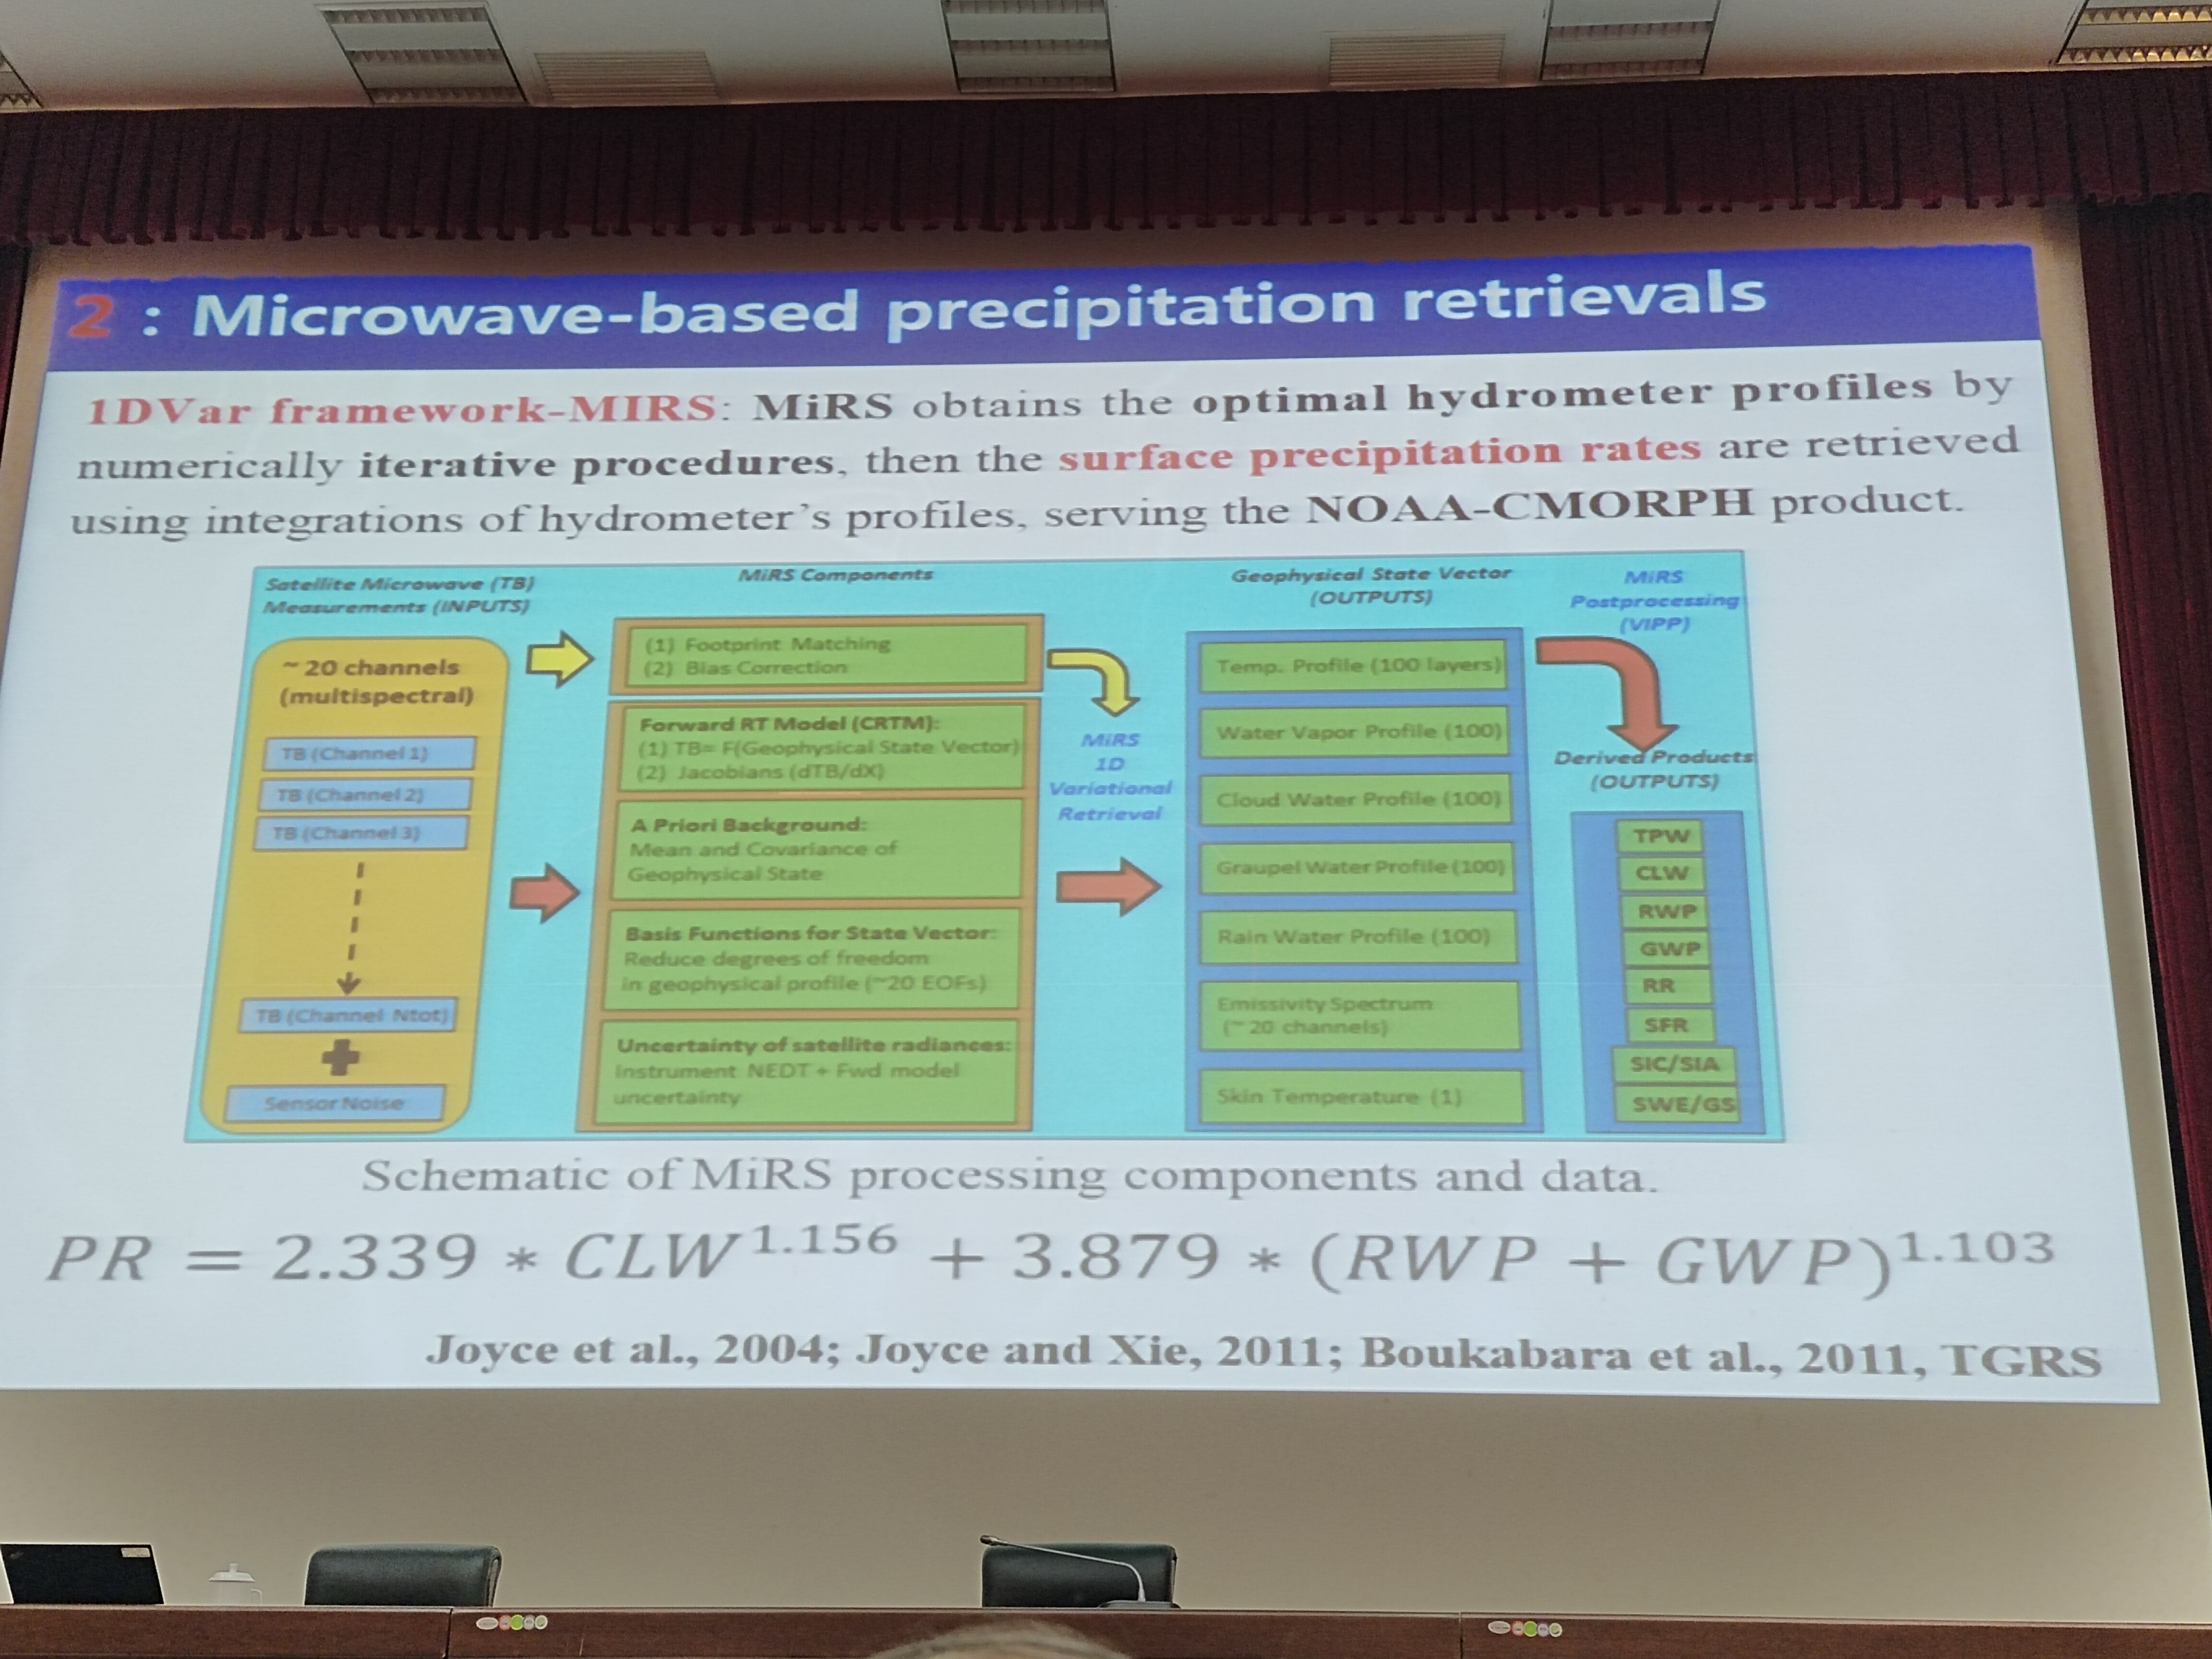 2 : Microwave-based precipitation retrievals
1DVar framework-MIRS: MiRS obtains the optimal hydrometer profiles by
numerically iterative procedures, then the surface precipitation rates are retrieved
using integrations of hydrometer's profiles, serving the NOAA-CMORPH product.
Satellite Microwave (TB)
Measurements (INPUTS)
~ 20 channels
(multispectral)
TB (Channel 1)
TB (Channel 2)
TB (Channel 3)
TB (Channel Ntot)
Sensor Noise
MiRS Components
(1) Footprint Matching
(2) Bias Correction
Forward RT Model (CRTM):
(1) TB= F(Geophysical State Vector)
(2) Jacobians (dTB/dX)
A Priori Background:
Mean and Covariance of
Geophysical State
Basis Functions for State Vector:
Reduce degrees of freedom
in geophysical profile (~20 EOFs)
Uncertainty of satellite radiances:
Instrument NEDT + Fwd model
uncertainty
MiRS
1D
Variational
Retrieval
Geophysical State Vector
(OUTPUTS)
Temp. Profile (100 layers)
Water Vapor Profile (100)
Cloud Water Profile (100)
Graupel Water Profile (100)
Rain Water Profile (100)
Emissivity Spectrum
(~ 20 channels)
Skin Temperature (1)
MiRS
Postprocessing
(VIPP)
Derived Products
(OUTPUTS)
TPW
CLW
RWP
GWP
RR
SFR
SIC/SIA
SWE/GS
Schematic of MiRS processing components and data.
PR = 2.339 * CLW^1.156 + 3.879 * (RWP + GWP)^1.103
Joyce et al., 2004; Joyce and Xie, 2011; Boukabara et al., 2011, TGRS